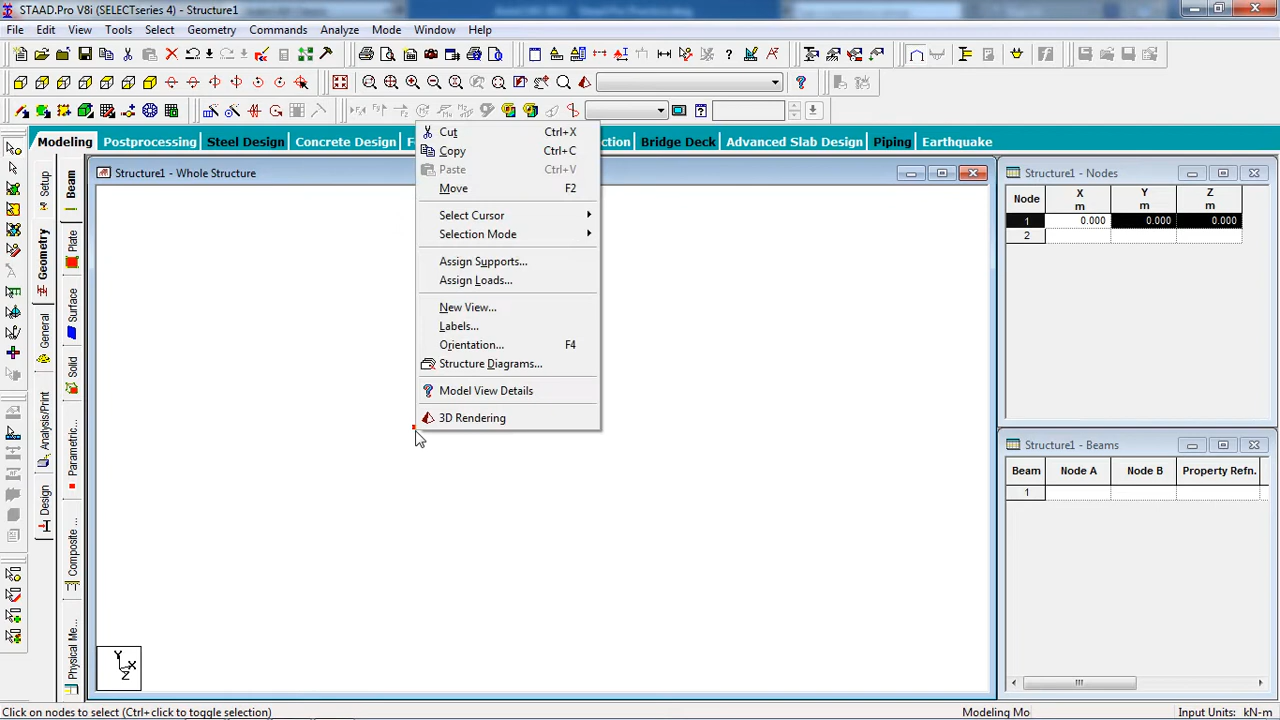 STAAD.Pro V8i (SELECTseries 4) - Structure1
File Edit View Tools Select Geometry Commands Analyze Mode Window Help
Modeling Postprocessing Steel Design Concrete Design F ction Bridge Deck Advanced Slab Design Piping Earthquake
Structure1 - Whole Structure
Cut Ctrl+X
Copy Ctrl+C
Paste Ctrl+V
Move F2
Select Cursor
Selection Mode
Assign Supports...
Assign Loads...
New View...
Labels...
Orientation... F4
Structure Diagrams...
Model View Details
3D Rendering
Setup
Geometry
General
Analysis/Print
Design
Beam
Plate
Surface
Solid
Parametric...
Composite ...
Physical Me...
Structure1 - Nodes
Node X Y Z
m m m
1 0.000 0.000 0.000
2
Structure1 - Beams
Beam Node A Node B Property Refn.
1
Y
X
Z
Click on nodes to select (Ctrl+click to toggle selection) Modeling Mo Input Units: kN-m